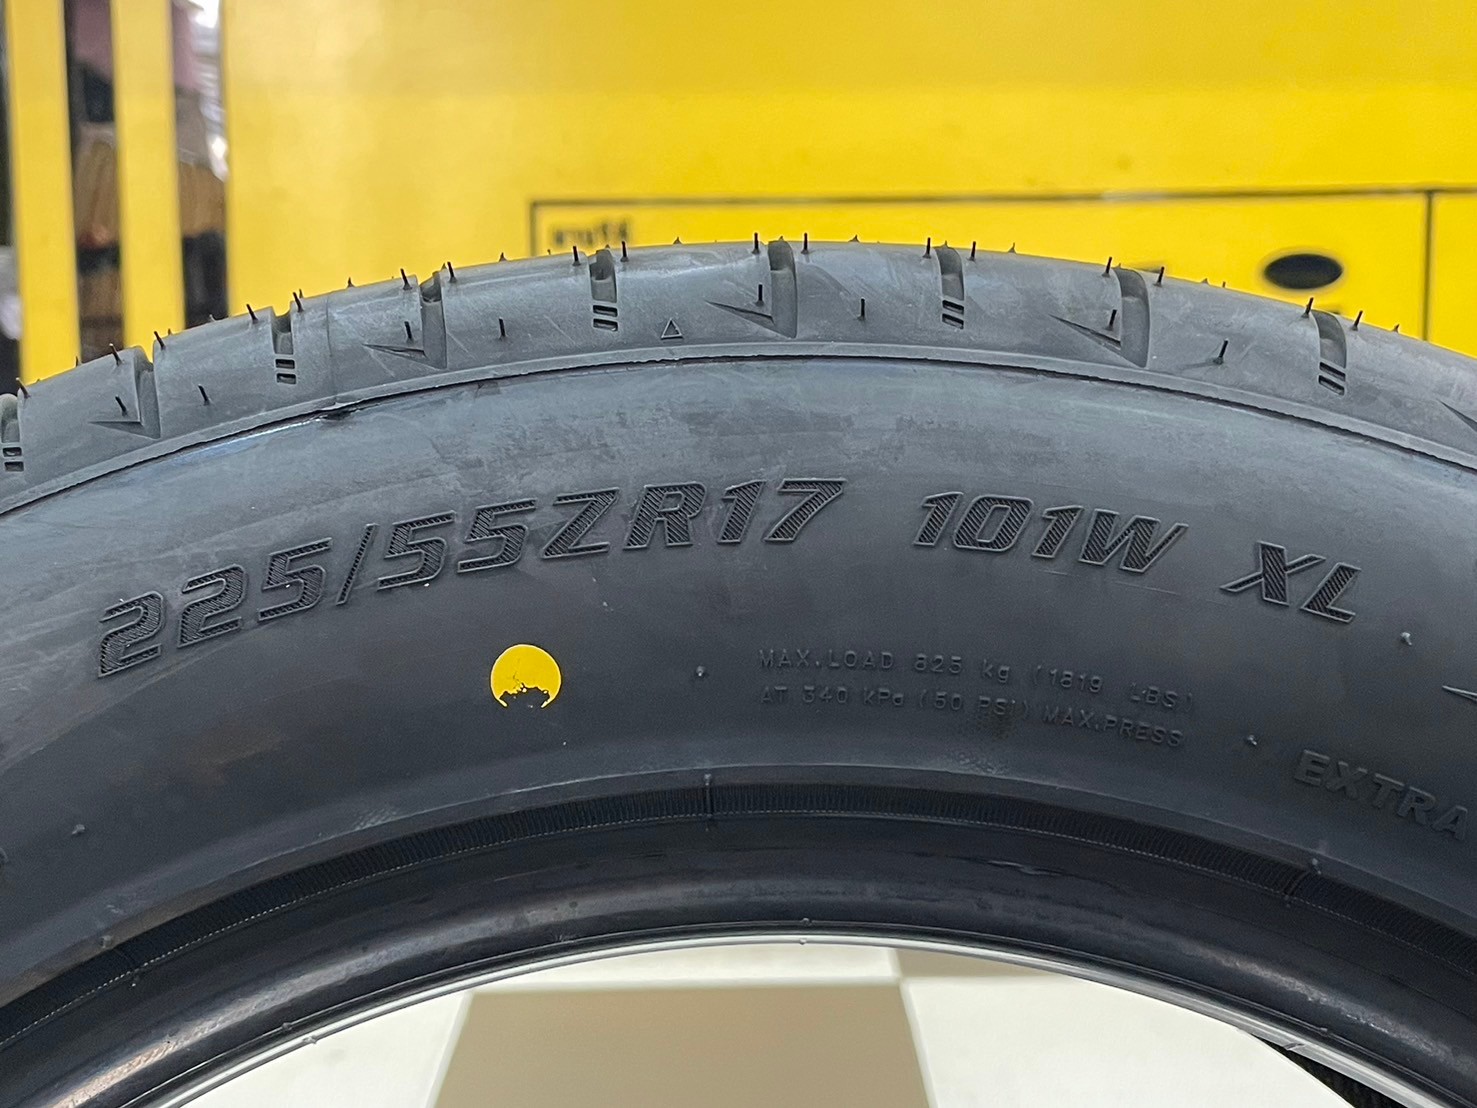 225/55ZR17 101W XL
MAX.LOAD 825 kg (1819 LBS)
AT 340 KPa (50 PSI) MAX.PRESS
EXTRA